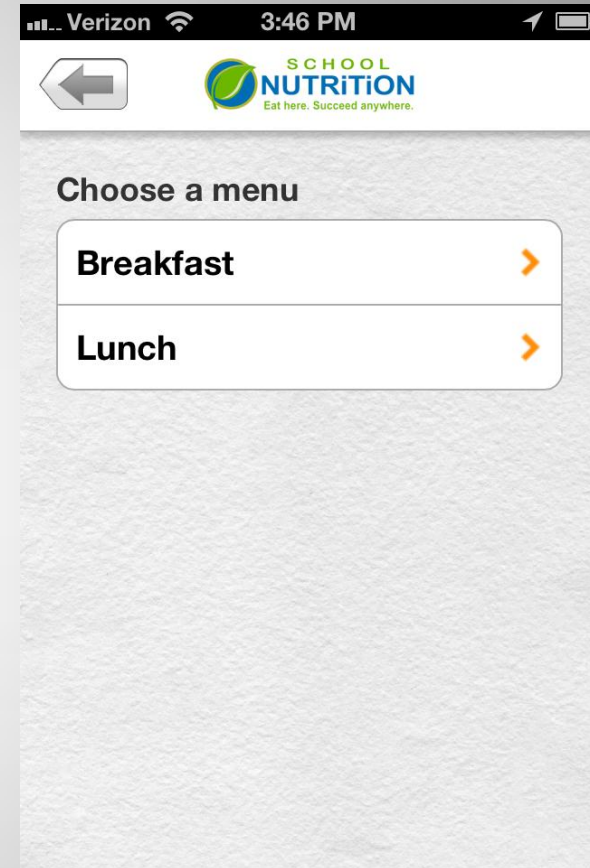 Verizon 3:46 PM
SCHOOL
NUTRiTiON
Eat here. Succeed anywhere.
Choose a menu
Breakfast
Lunch